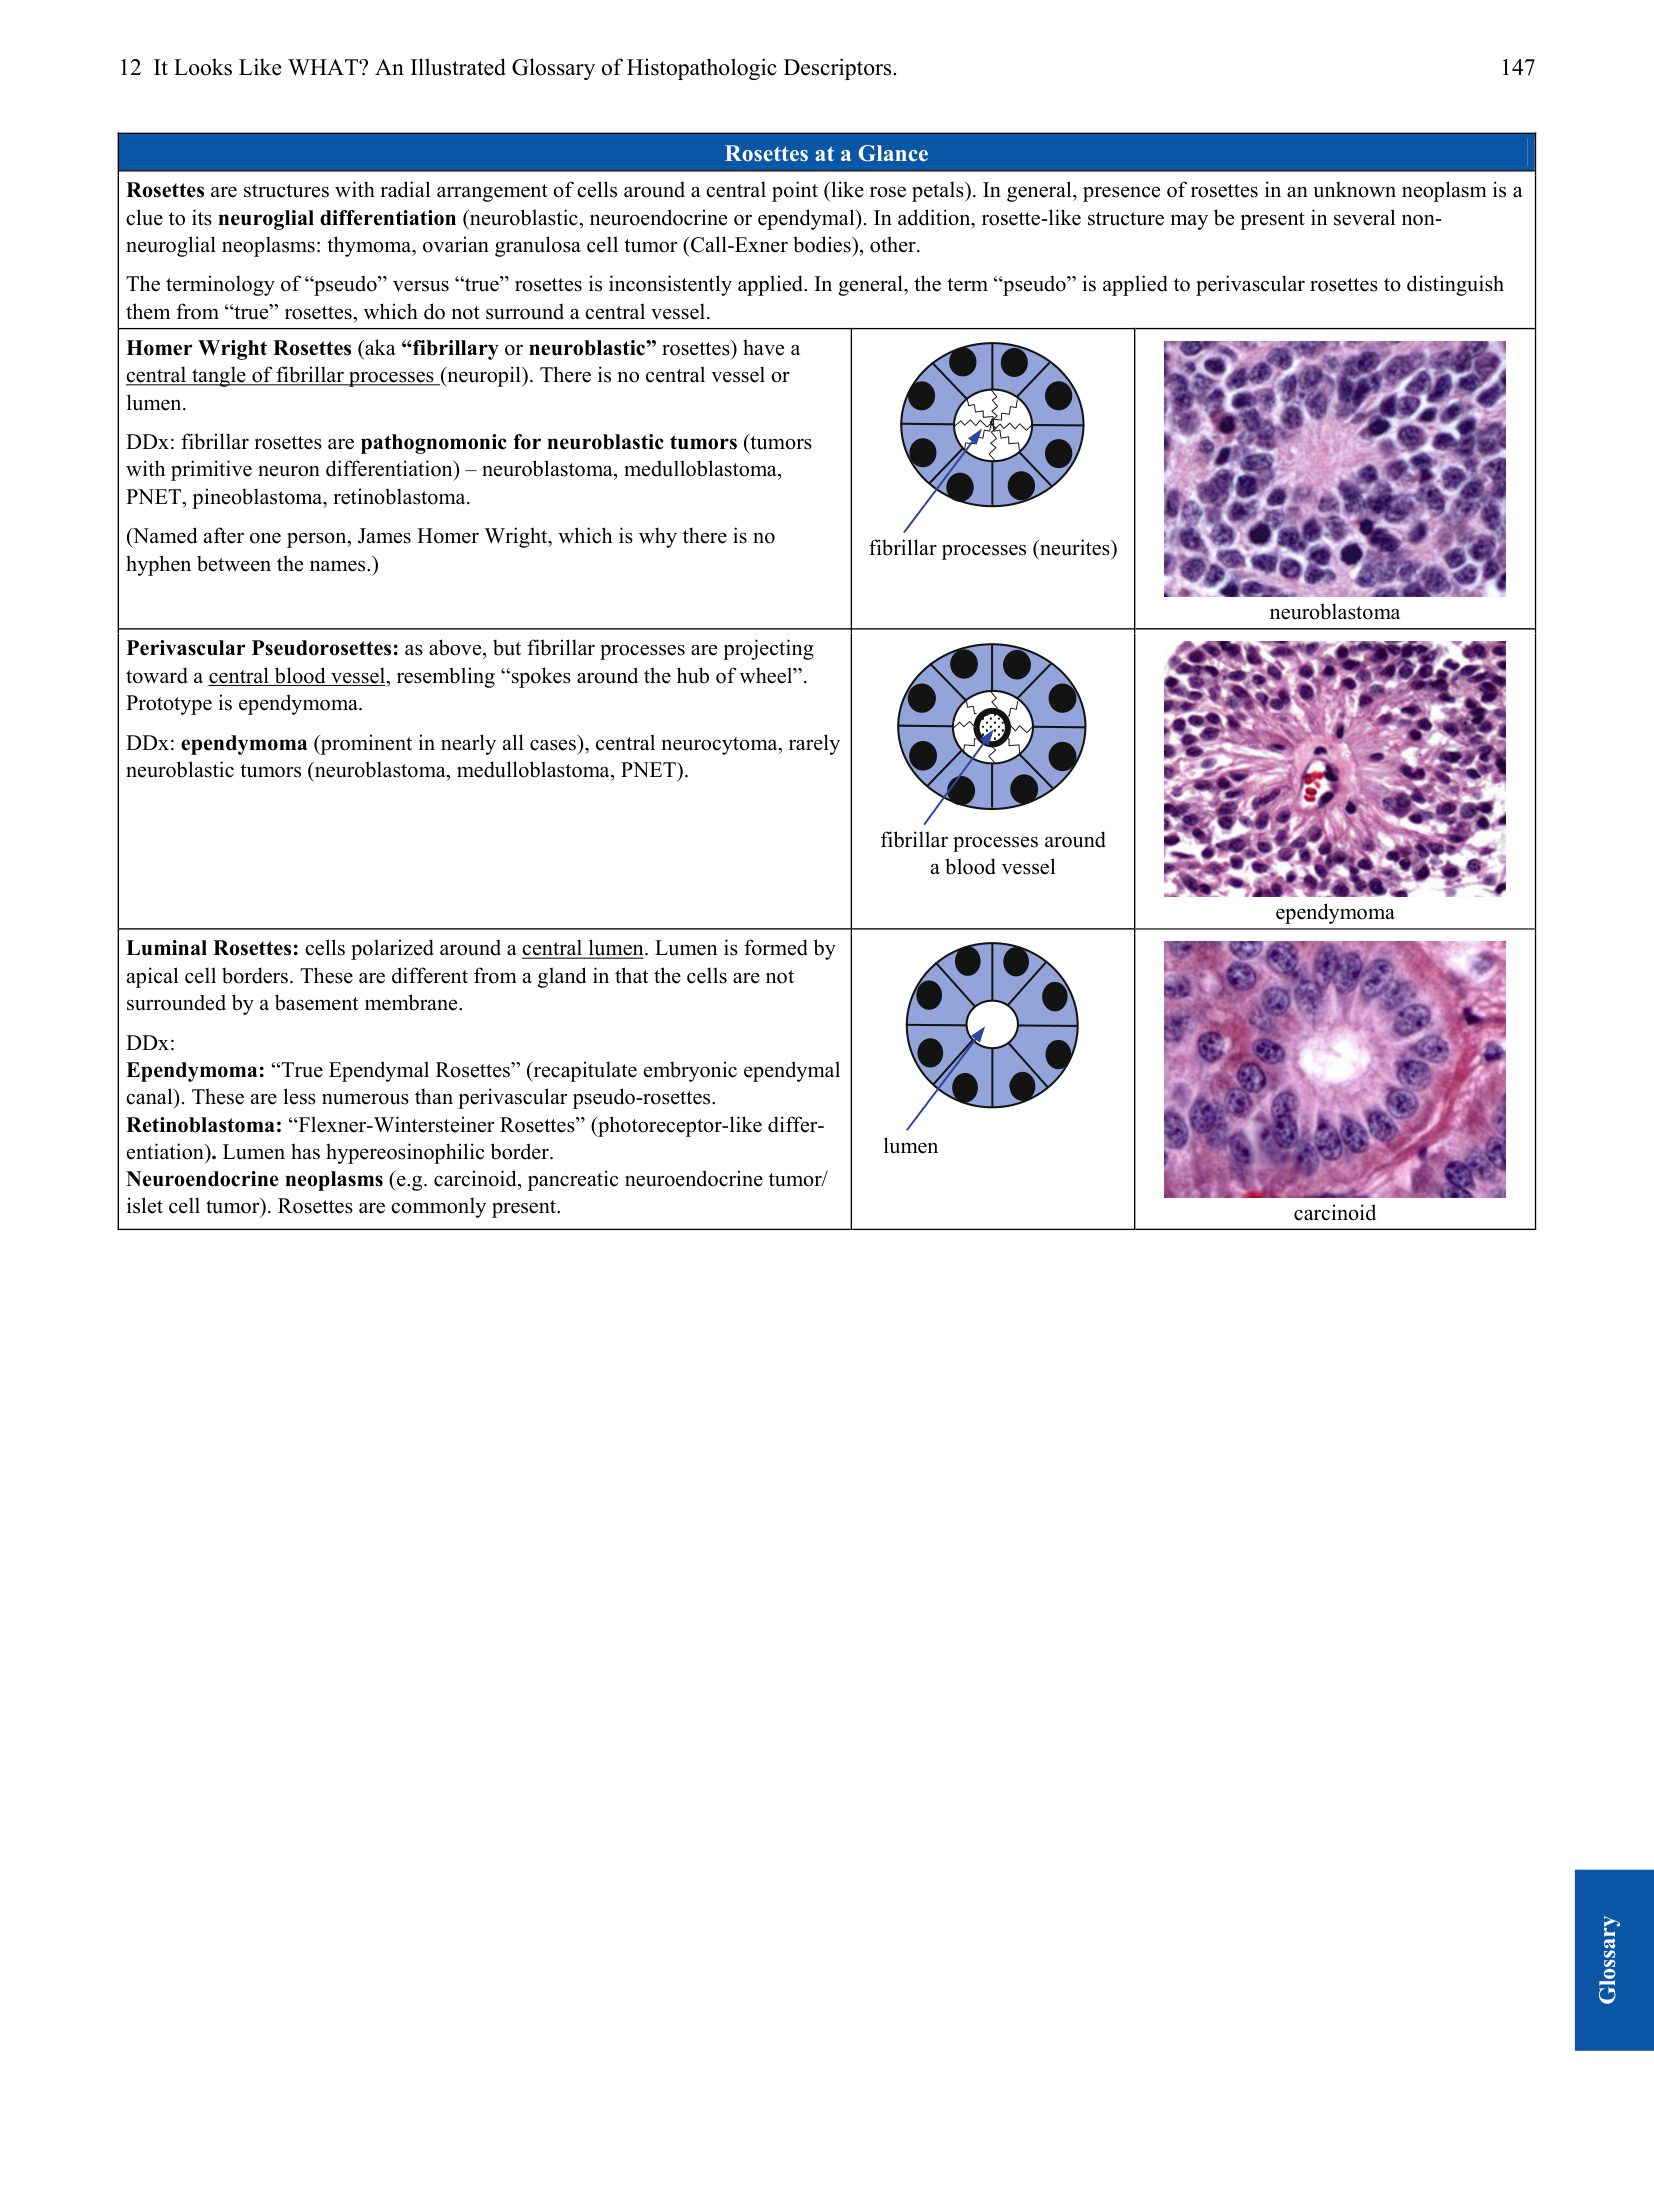 12 It Looks Like WHAT? An Illustrated Glossary of Histopathologic Descriptors.
147
Rosettes at a Glance
Rosettes are structures with radial arrangement of cells around a central point (like rose petals). In general, presence of rosettes in an unknown neoplasm is a
clue to its neuroglial differentiation (neuroblastic, neuroendocrine or ependymal). In addition, rosette-like structure may be present in several non-
neuroglial neoplasms: thymoma, ovarian granulosa cell tumor (Call-Exner bodies), other.
The terminology of “pseudo” versus “true” rosettes is inconsistently applied. In general, the term “pseudo” is applied to perivascular rosettes to distinguish
them from “true” rosettes, which do not surround a central vessel.
Homer Wright Rosettes (aka “fibrillary or neuroblastic” rosettes) have a
central tangle of fibrillar processes (neuropil). There is no central vessel or
lumen.
DDx: fibrillar rosettes are pathognomonic for neuroblastic tumors (tumors
with primitive neuron differentiation) – neuroblastoma, medulloblastoma,
PNET, pineoblastoma, retinoblastoma.
(Named after one person, James Homer Wright, which is why there is no
hyphen between the names.)
fibrillar processes (neurites)
neuroblastoma
Perivascular Pseudorosettes: as above, but fibrillar processes are projecting
toward a central blood vessel, resembling “spokes around the hub of wheel”.
Prototype is ependymoma.
DDx: ependymoma (prominent in nearly all cases), central neurocytoma, rarely
neuroblastic tumors (neuroblastoma, medulloblastoma, PNET).
fibrillar processes around
a blood vessel
ependymoma
Luminal Rosettes: cells polarized around a central lumen. Lumen is formed by
apical cell borders. These are different from a gland in that the cells are not
surrounded by a basement membrane.
DDx:
Ependymoma: “True Ependymal Rosettes” (recapitulate embryonic ependymal
canal). These are less numerous than perivascular pseudo-rosettes.
Retinoblastoma: “Flexner-Wintersteiner Rosettes” (photoreceptor-like differ-
entiation). Lumen has hypereosinophilic border.
Neuroendocrine neoplasms (e.g. carcinoid, pancreatic neuroendocrine tumor/
islet cell tumor). Rosettes are commonly present.
lumen
carcinoid
Glossary